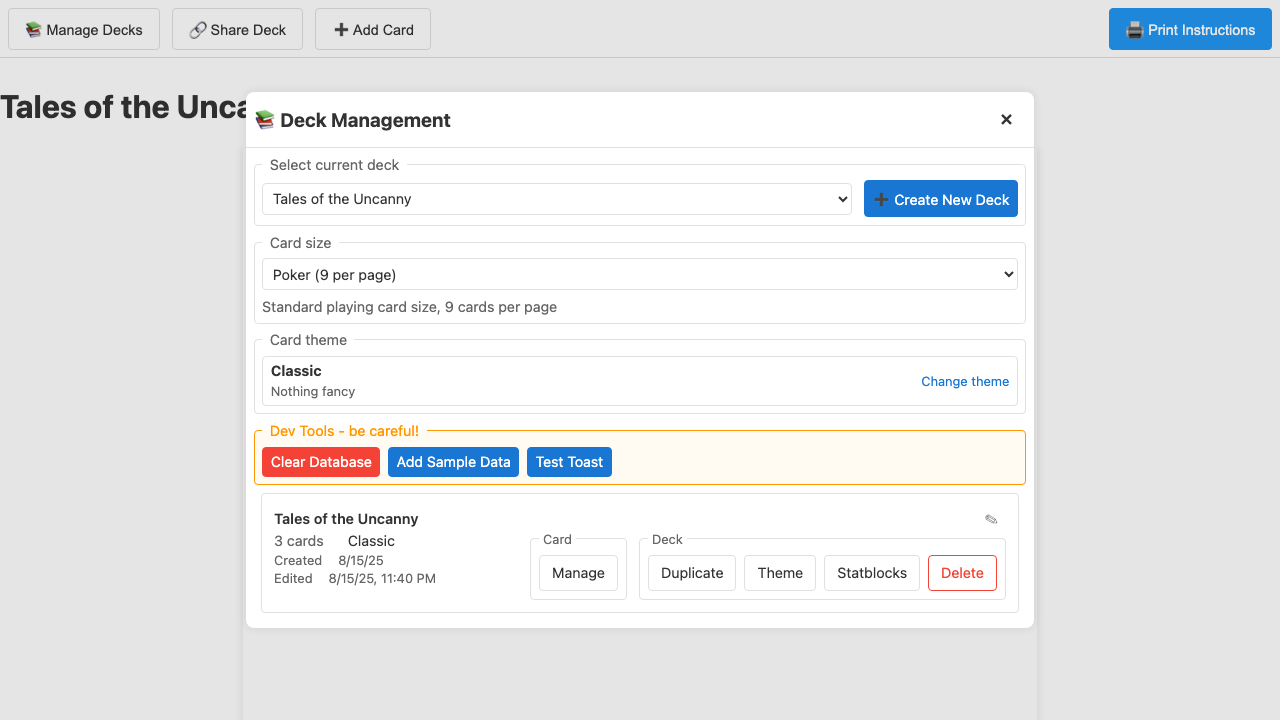 Manage Decks
Share Deck
Add Card
Print Instructions
Tales of the Unca
Deck Management
Select current deck
Tales of the Uncanny
Create New Deck
Card size
Poker (9 per page)
Standard playing card size, 9 cards per page
Card theme
Classic
Nothing fancy
Change theme
Dev Tools - be careful!
Clear Database
Add Sample Data
Test Toast
Tales of the Uncanny
3 cards Classic
Created 8/15/25
Edited 8/15/25, 11:40 PM
Card
Manage
Deck
Duplicate
Theme
Statblocks
Delete